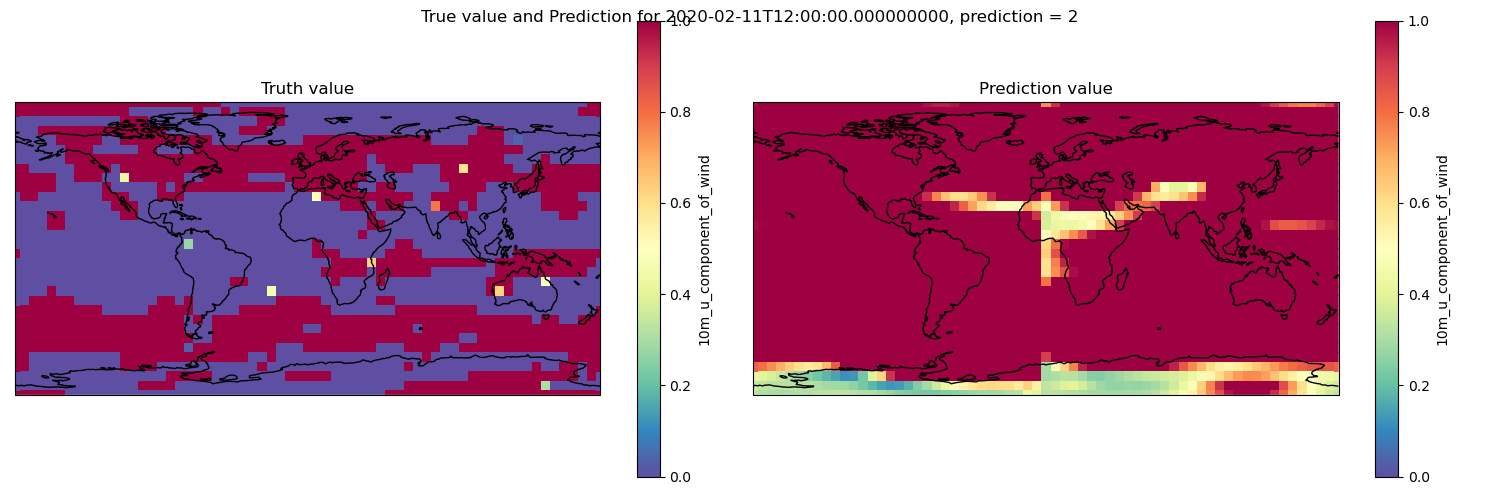 True value and Prediction for 2020-02-11T12:00:00.000000000, prediction = 2
Truth value
1.0
0.8
0.6
0.4
0.2
0.0
10m_u_component_of_wind
Prediction value
1.0
0.8
0.6
0.4
0.2
0.0
10m_u_component_of_wind